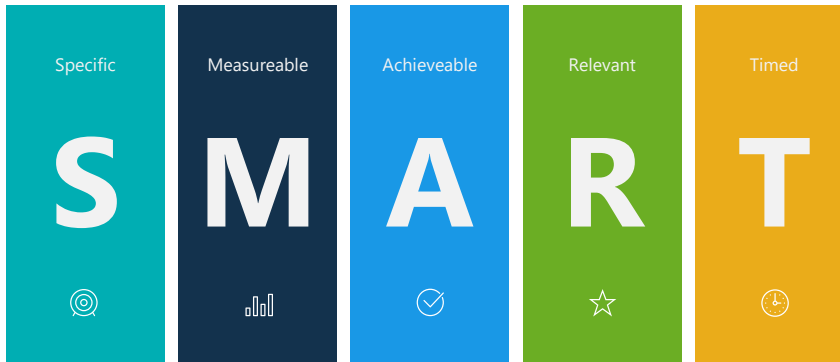 Specific
S
Measureable
M
Achieveable
A
Relevant
R
Timed
T